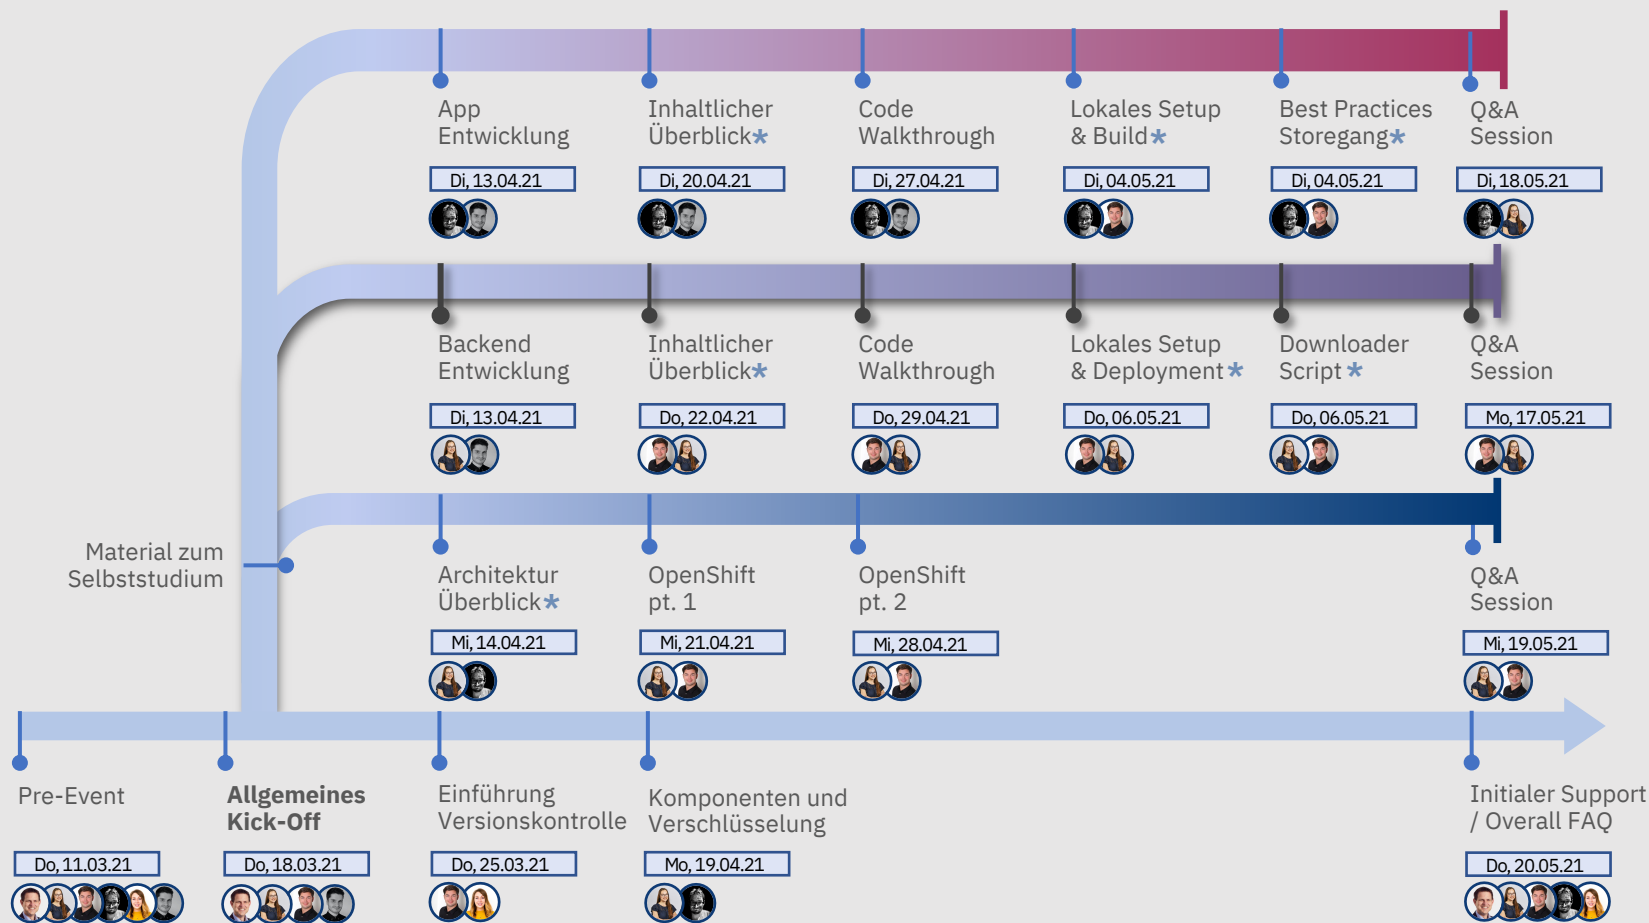 App
Entwicklung
Di, 13.04.21
Inhaltlicher
Überblick*
Di, 20.04.21
Code
Walkthrough
Di, 27.04.21
Lokales Setup
& Build*
Di, 04.05.21
Best Practices
Storegang*
Di, 04.05.21
Q&A
Session
Di, 18.05.21
Backend
Entwicklung
Di, 13.04.21
Inhaltlicher
Überblick*
Do, 22.04.21
Code
Walkthrough
Do, 29.04.21
Lokales Setup
& Deployment*
Do, 06.05.21
Downloader
Script*
Do, 06.05.21
Q&A
Session
Mo, 17.05.21
Material zum
Selbststudium
Architektur
Überblick*
Mi, 14.04.21
OpenShift
pt. 1
Mi, 21.04.21
OpenShift
pt. 2
Mi, 28.04.21
Q&A
Session
Mi, 19.05.21
Pre-Event
Do, 11.03.21
Allgemeines
Kick-Off
Do, 18.03.21
Einführung
Versionskontrolle
Do, 25.03.21
Komponenten und
Verschlüsselung
Mo, 19.04.21
Initialer Support
/ Overall FAQ
Do, 20.05.21